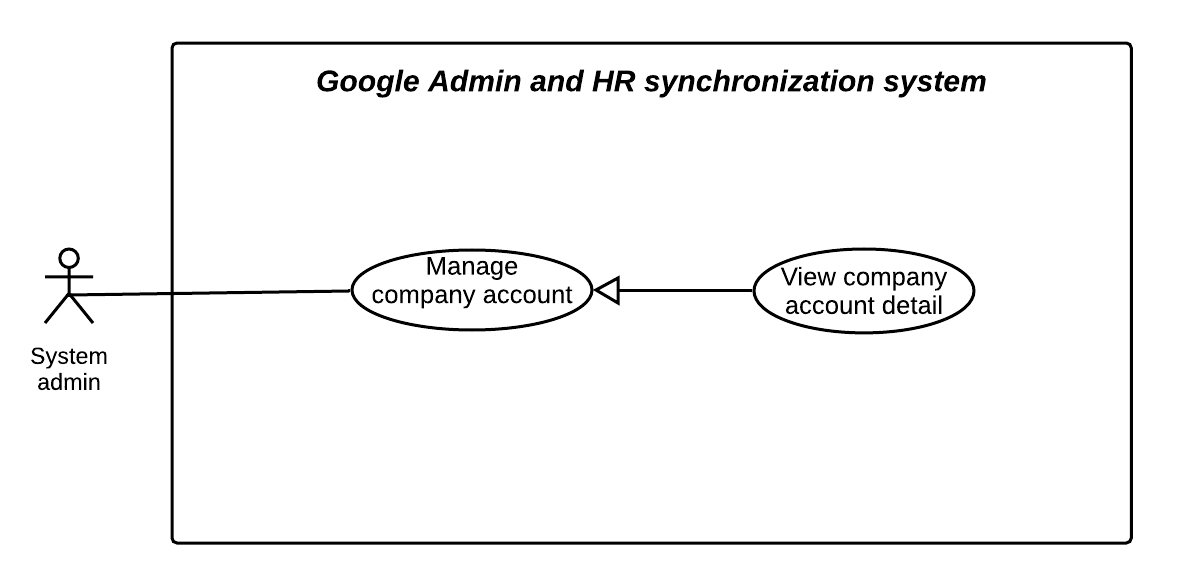 Google Admin and HR synchronization system
Manage
company account
View company
account detail
System
admin